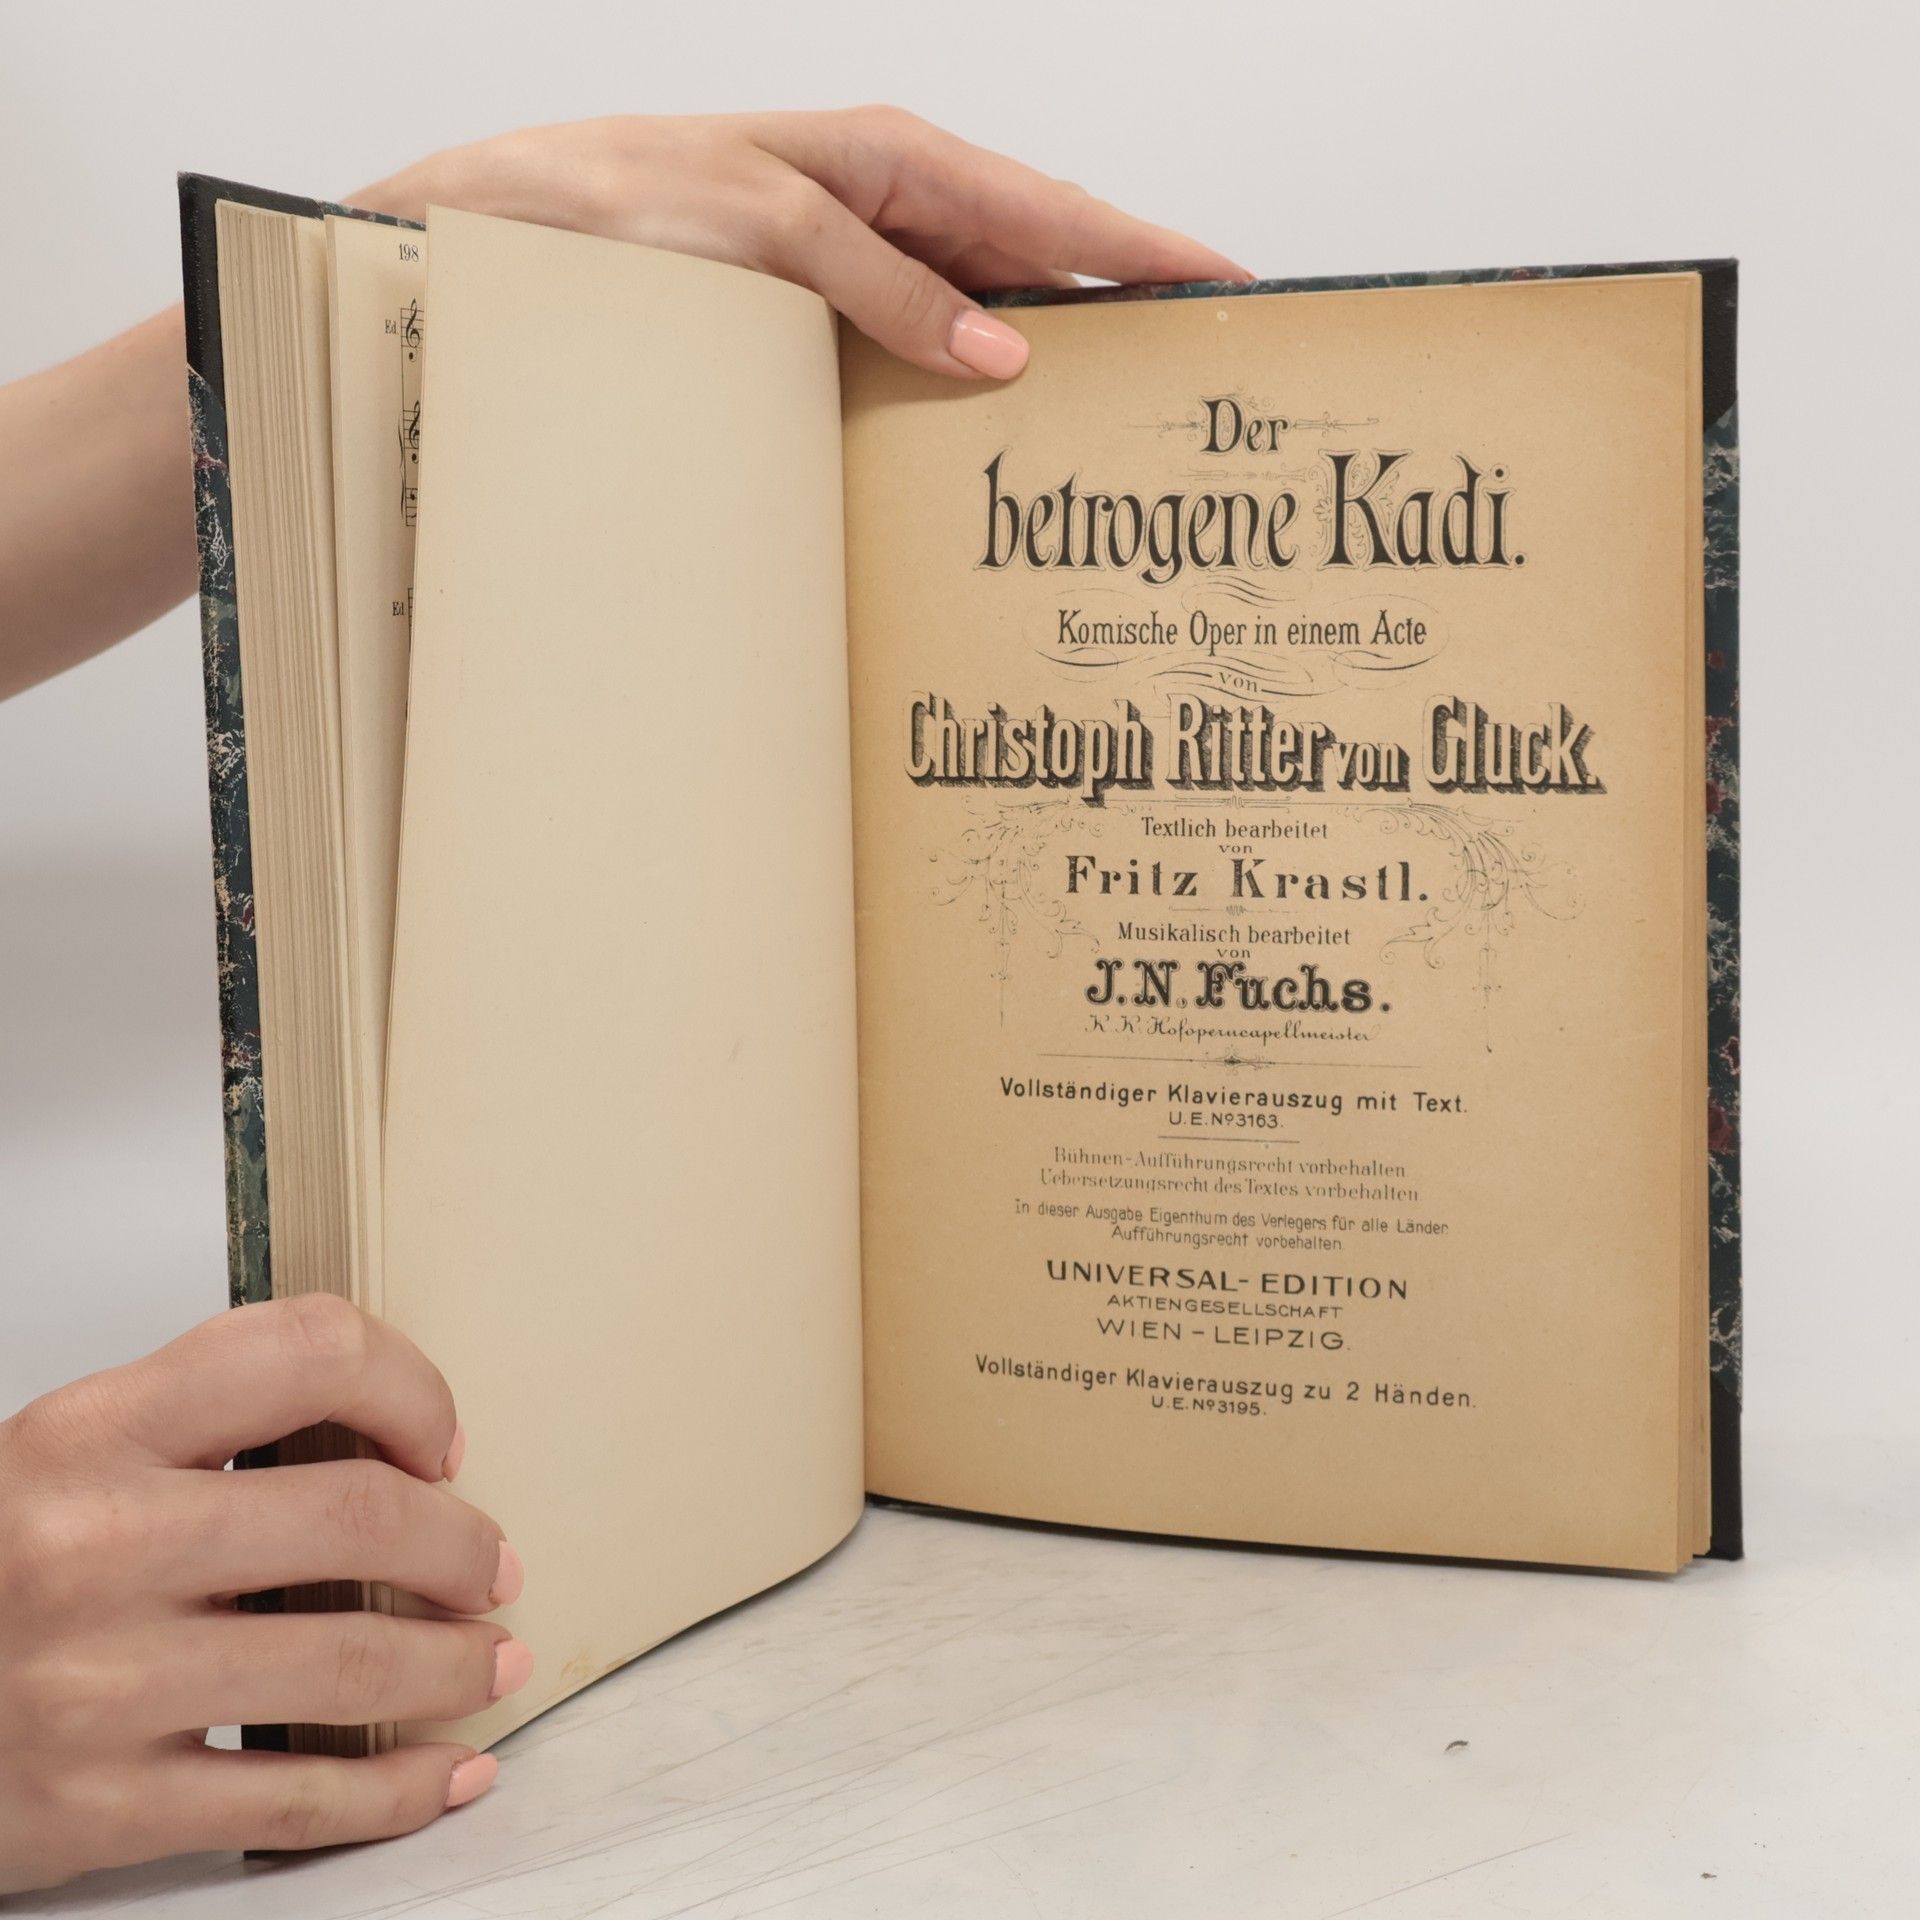 198
Ed.
Ed.
Der
betrogene Kadi.
Komische Oper in einem Acte
von
Christoph Ritter von Gluck.
Textlich bearbeitet
von
Fritz Krastl.
Musikalisch bearbeitet
von
J. N. Fuchs.
K. K. Hofoperncapellmeister
Vollständiger Klavierauszug mit Text.
U. E. Nº 3163.
Bühnen-Aufführungsrecht vorbehalten.
Uebersetzungsrecht des Textes vorbehalten.
In dieser Ausgabe Eigenthum des Verlegers für alle Länder.
Aufführungsrecht vorbehalten.
UNIVERSAL-EDITION
AKTIENGESELLSCHAFT
WIEN – LEIPZIG.
Vollständiger Klavierauszug zu 2 Händen.
U. E. Nº 3195.